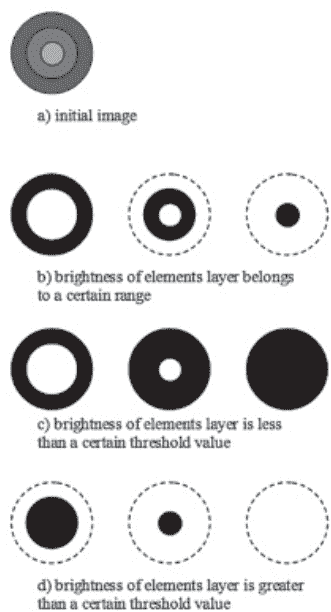 a) initial image
b) brightness of elements layer belongs
to a certain range
c) brightness of elements layer is less
than a certain threshold value
d) brightness of elements layer is greater
than a certain threshold value